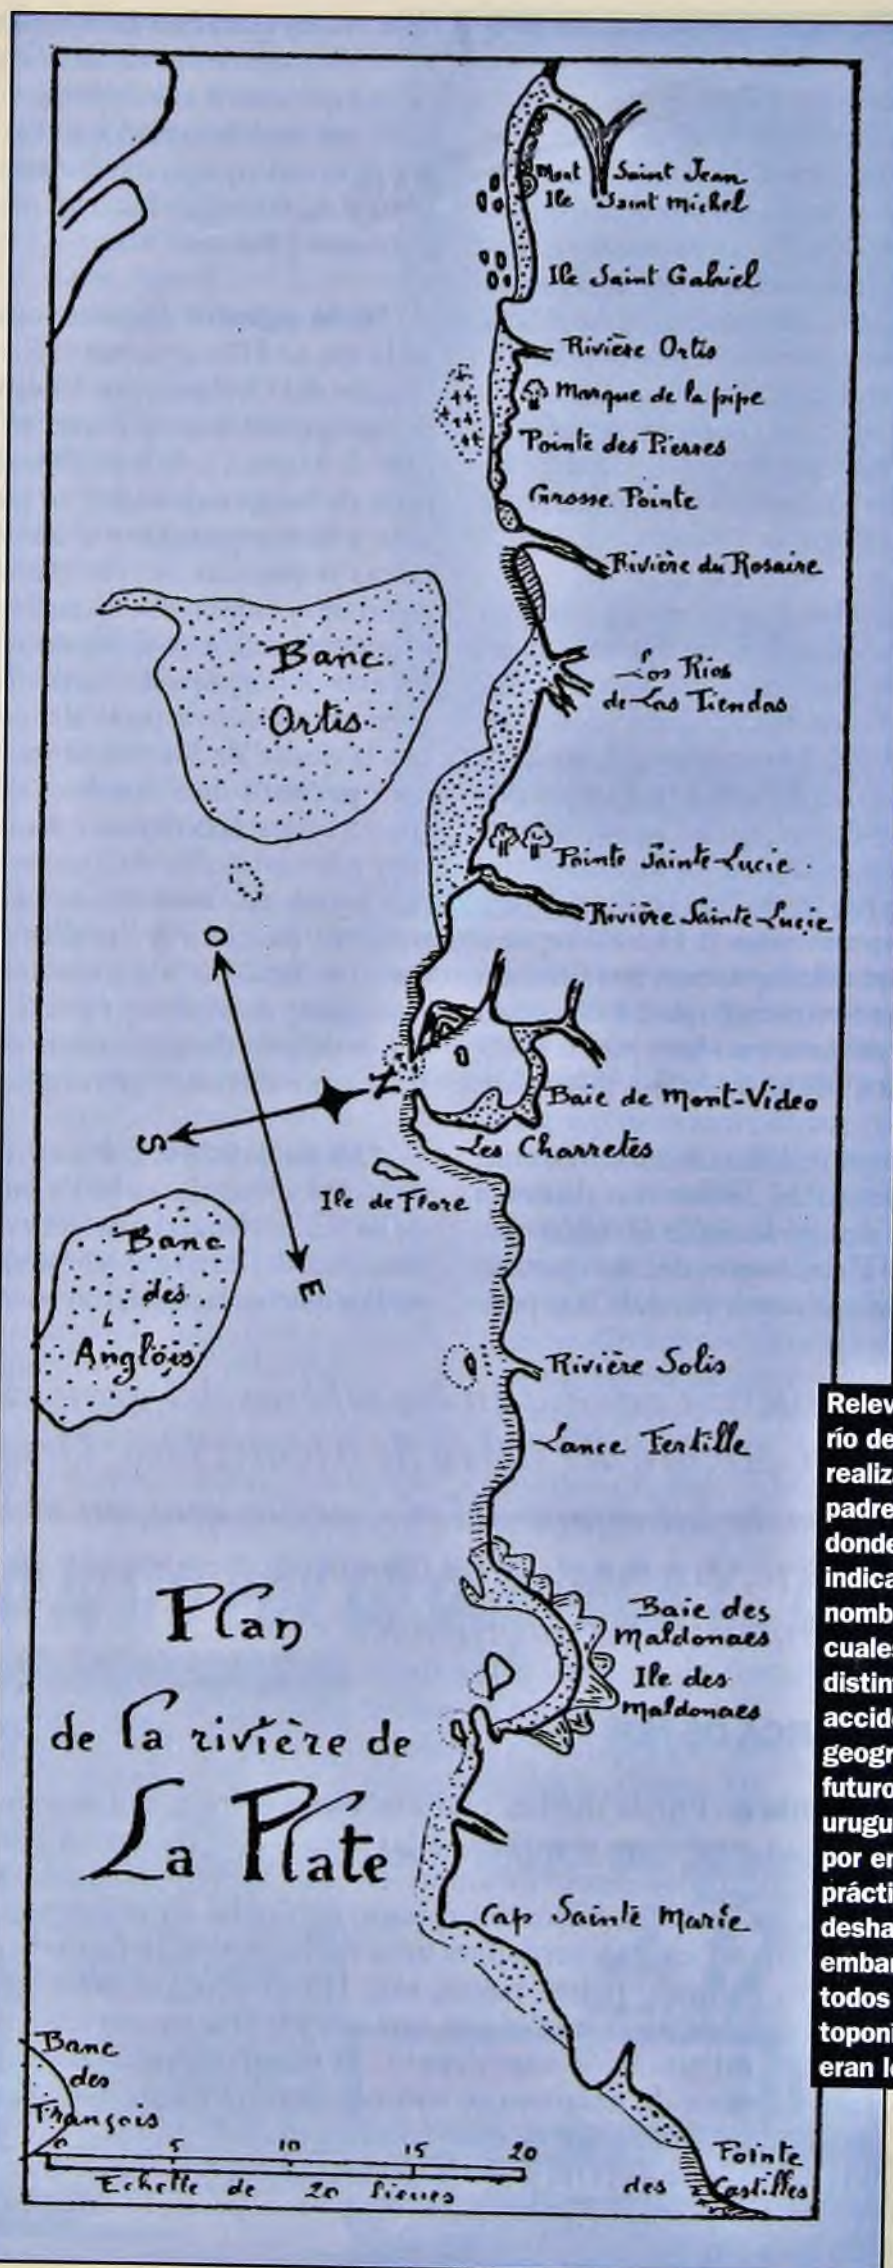 Mont Saint Jean
Ile Saint Michel
Ile Saint Gabriel
Rivière Ortis
Marque de la pipe
Pointe des Pierres
Grosse Pointe
Rivière du Rosaire
Banc
Ortis
Los Rios
de Las Tiendas
Pointe Sainte-Lucie
Rivière Sainte-Lucie
O
N
S
E
Baie de Mont-Video
Les Charretes
Ile de Flore
Banc
des
Anglois
Rivière Solis
Lance Fertille
Baie des
Maldonaes
Ile des
Maldonaes
Plan
de la rivière de
La Plate
Cap Sainte Marie
Banc
des
François
0 5 10 15 20
Echelle de 20 lieues
Pointe
des Castilles
Relev
río de
realiz
padre
donde
indica
nomb
cuales
distin
accide
geogr
futuro
urugu
por en
prácti
desha
embar
todos
toponi
eran lo